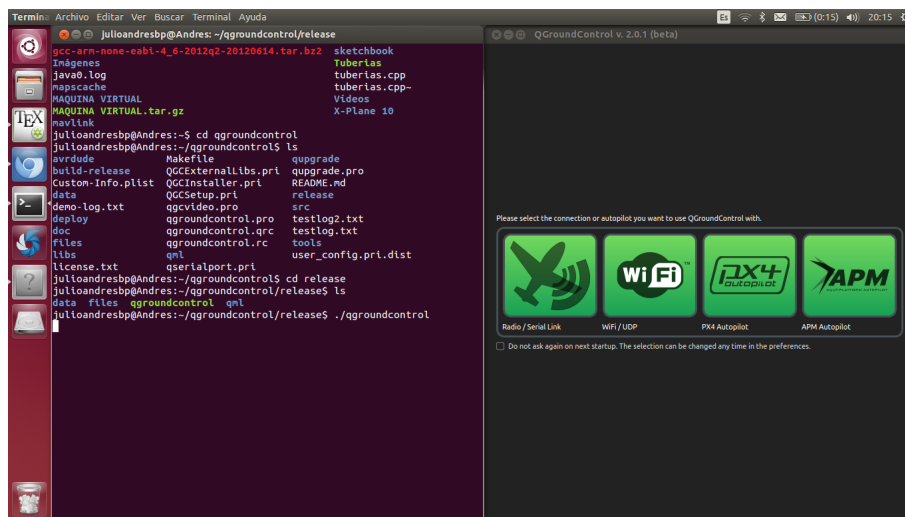 Termina Archivo Editar Ver Buscar Terminal Ayuda
Es (0:15) 20:15
julioandresbp@Andres: ~/qgroundcontrol/release
QGroundControl v. 2.0.1 (beta)
gcc-arm-none-eabi-4_6-2012q2-20120614.tar.bz2 sketchbook
Imágenes Tuberias
java0.log tuberias.cpp
mapscache tuberias.cpp~
MAQUINA VIRTUAL Vídeos
MAQUINA VIRTUAL.tar.gz X-Plane 10
mavlink
julioandresbp@Andres:~$ cd qgroundcontrol
julioandresbp@Andres:~/qgroundcontrol$ ls
avrdude Makefile qupgrade
build-release QGCExternalLibs.pri qupgrade.pro
Custom-Info.plist QGCInstaller.pri README.md
data QGCSetup.pri release
demo-log.txt qgcvideo.pro src
deploy qgroundcontrol.pro testlog2.txt
doc qgroundcontrol.qrc testlog.txt
files qgroundcontrol.rc tools
libs qml user_config.pri.dist
license.txt qserialport.pri
julioandresbp@Andres:~/qgroundcontrol$ cd release
julioandresbp@Andres:~/qgroundcontrol/release$ ls
data files qgroundcontrol qml
julioandresbp@Andres:~/qgroundcontrol/release$ ./qgroundcontrol
TEX
Please select the connection or autopilot you want to use QGroundControl with.
Wi Fi TM
px4 autopilot
APM
Radio / Serial Link WiFi / UDP PX4 Autopilot APM Autopilot
Do not ask again on next startup. The selection can be changed any time in the preferences.